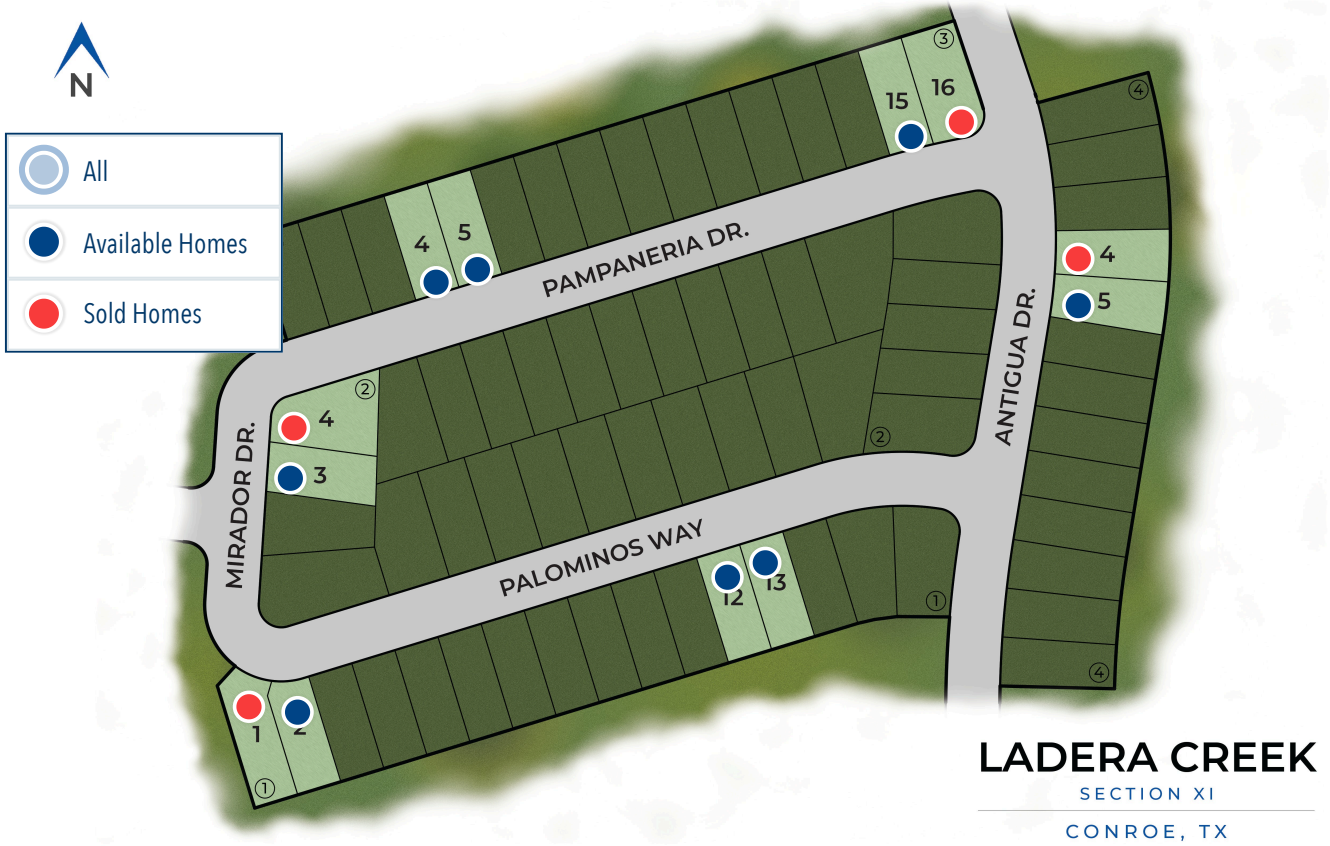 N
All
Available Homes
Sold Homes
③
15
16
④
4
5
PAMPANERIA DR.
4
5
②
4
3
②
ANTIGUA DR.
MIRADOR DR.
PALOMINOS WAY
12
13
①
④
1
2
①
LADERA CREEK
SECTION XI
CONROE, TX